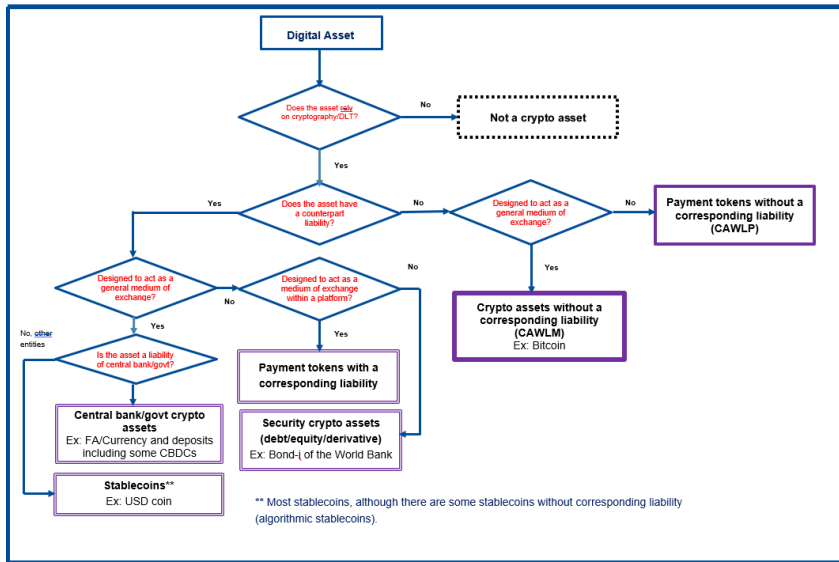 Digital Asset
Does the asset rely
on cryptography/DLT?
No
Not a crypto asset
Yes
Yes
Does the asset have
a counterpart
liability?
No
Designed to act as a
general medium of
exchange?
No
Payment tokens without a
corresponding liability
(CAWLP)
Designed to act as a
general medium of
exchange?
No
Designed to act as a
medium of exchange
within a platform?
No
Yes
Crypto assets without a
corresponding liability
(CAWLM)
Ex: Bitcoin
No, other
entities
Yes
Is the asset a liability
of central bank/govt?
Yes
Payment tokens with a
corresponding liability
Central bank/govt crypto
assets
Ex: FA/Currency and deposits
including some CBDCs
Security crypto assets
(debt/equity/derivative)
Ex: Bond-i of the World Bank
Stablecoins**
Ex: USD coin
** Most stablecoins, although there are some stablecoins without corresponding liability
(algorithmic stablecoins).